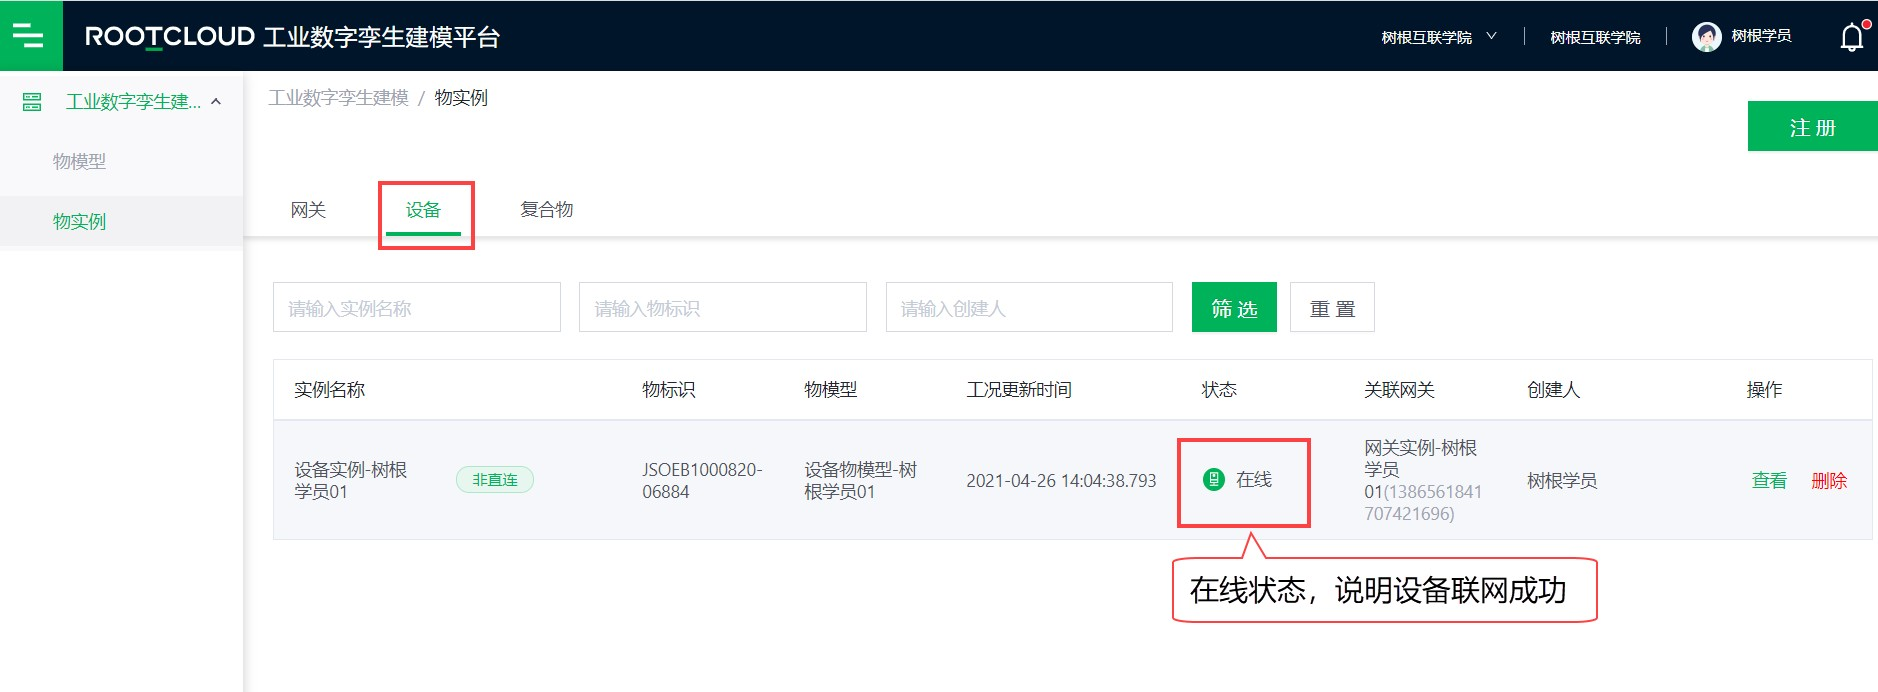 ROOTCLOUD 工业数字孪生建模平台
树根互联学院
树根互联学院
树根学员
工业数字孪生建...
物模型
物实例
工业数字孪生建模 / 物实例
注 册
网关
设备
复合物
请输入实例名称
请输入物标识
请输入创建人
筛 选
重 置
实例名称 物标识 物模型 工况更新时间 状态 关联网关 创建人 操作
设备实例-树根
学员01
非直连
JSOEB1000820-
06884
设备物模型-树
根学员01
2021-04-26 14:04:38.793
在线
网关实例-树根
学员
01(1386561841
707421696)
树根学员
查看 删除
在线状态，说明设备联网成功